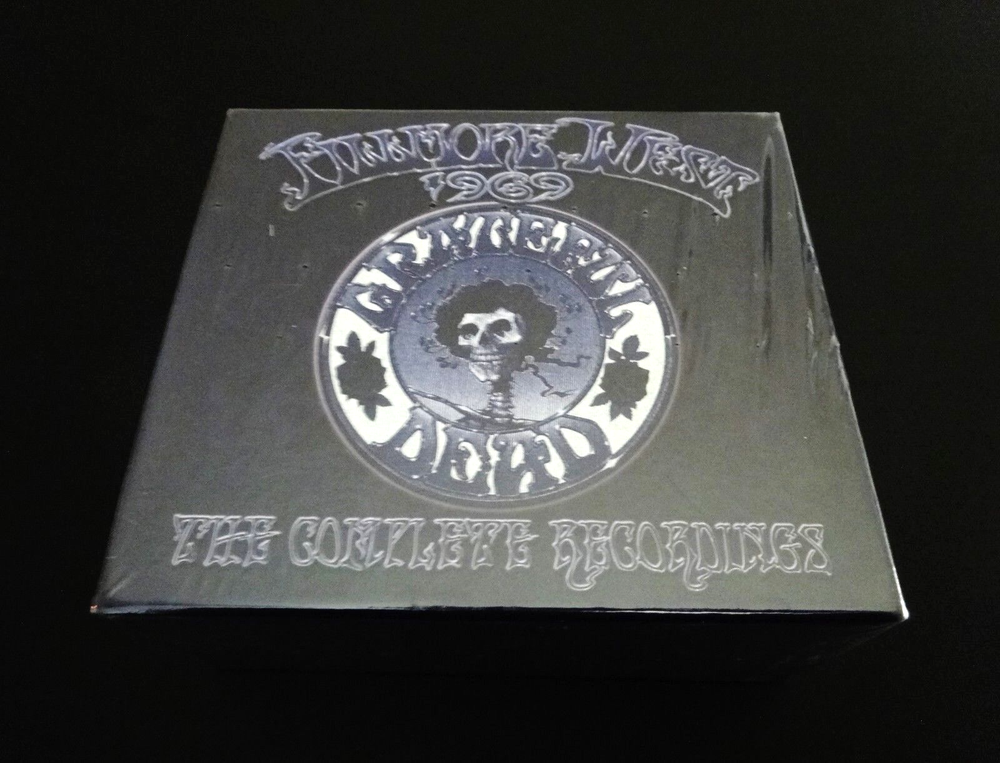 FILLMORE WEST
1969
GRATEFUL
DEAD
THE COMPLETE RECORDINGS